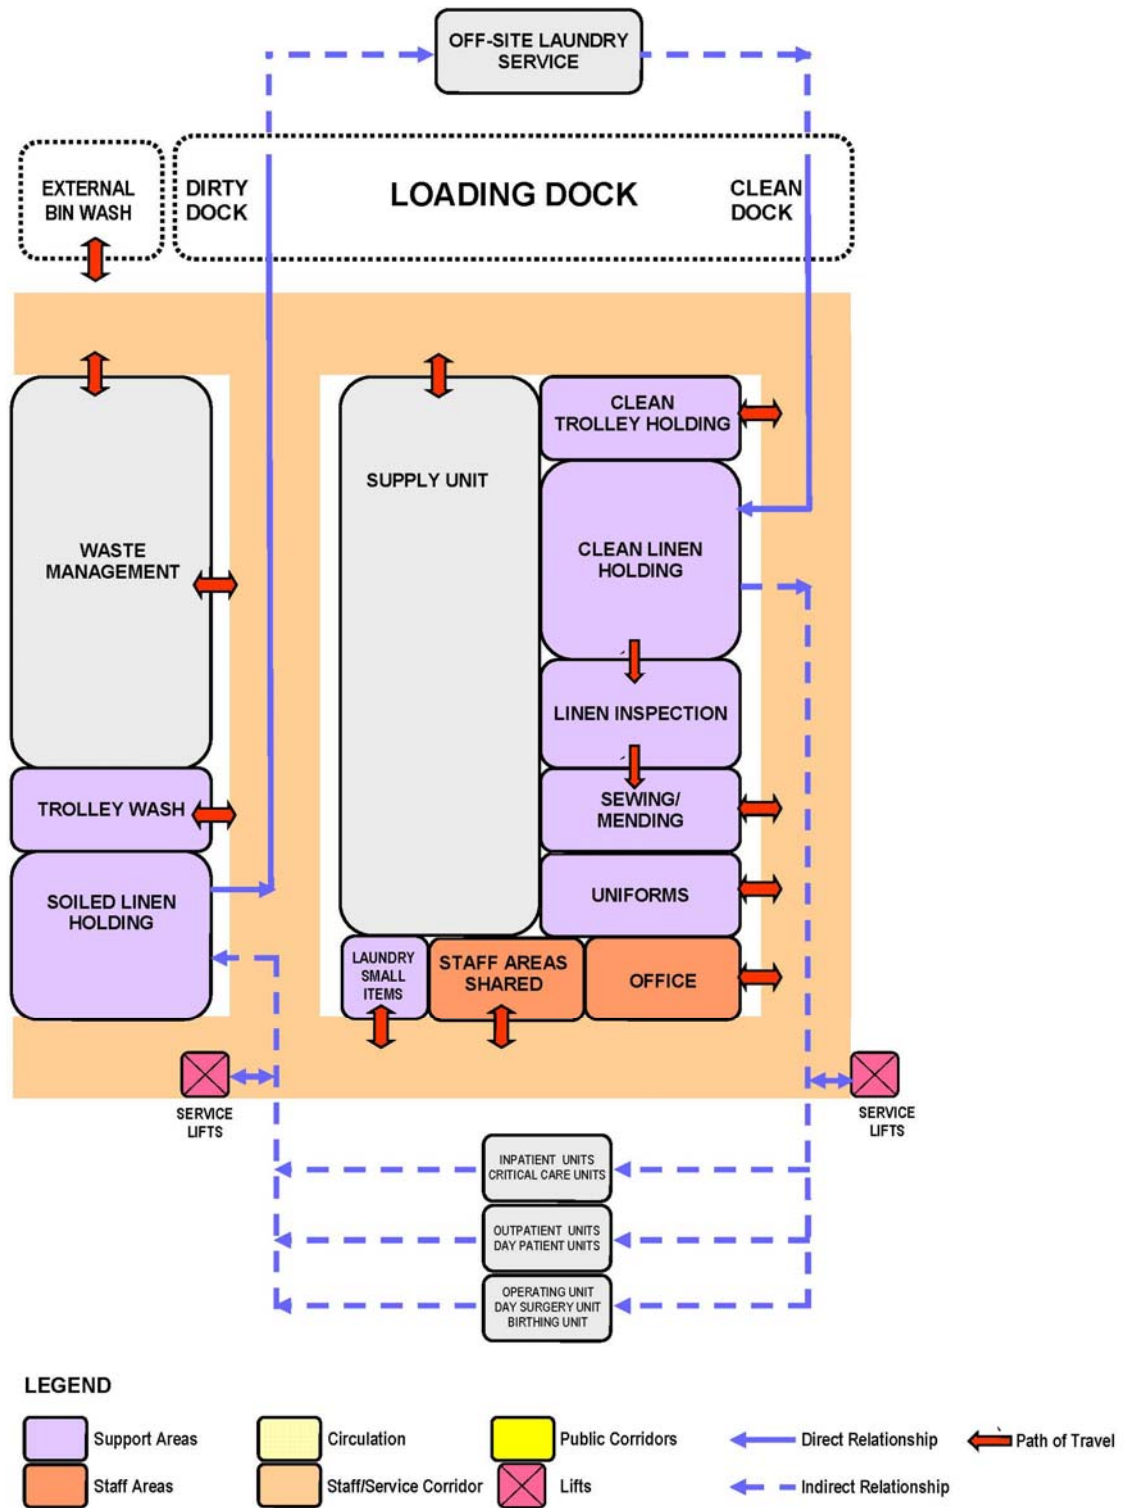 OFF-SITE LAUNDRY
SERVICE
EXTERNAL
BIN WASH
DIRTY
DOCK
LOADING DOCK
CLEAN
DOCK
WASTE
MANAGEMENT
TROLLEY WASH
SOILED LINEN
HOLDING
SUPPLY UNIT
CLEAN
TROLLEY HOLDING
CLEAN LINEN
HOLDING
LINEN INSPECTION
SEWING/
MENDING
UNIFORMS
LAUNDRY
SMALL
ITEMS
STAFF AREAS
SHARED
OFFICE
SERVICE
LIFTS
SERVICE
LIFTS
INPATIENT UNITS
CRITICAL CARE UNITS
OUTPATIENT UNITS
DAY PATIENT UNITS
OPERATING UNIT
DAY SURGERY UNIT
BIRTHING UNIT
LEGEND
Support Areas
Circulation
Public Corridors
Direct Relationship
Path of Travel
Staff Areas
Staff/Service Corridor
Lifts
Indirect Relationship